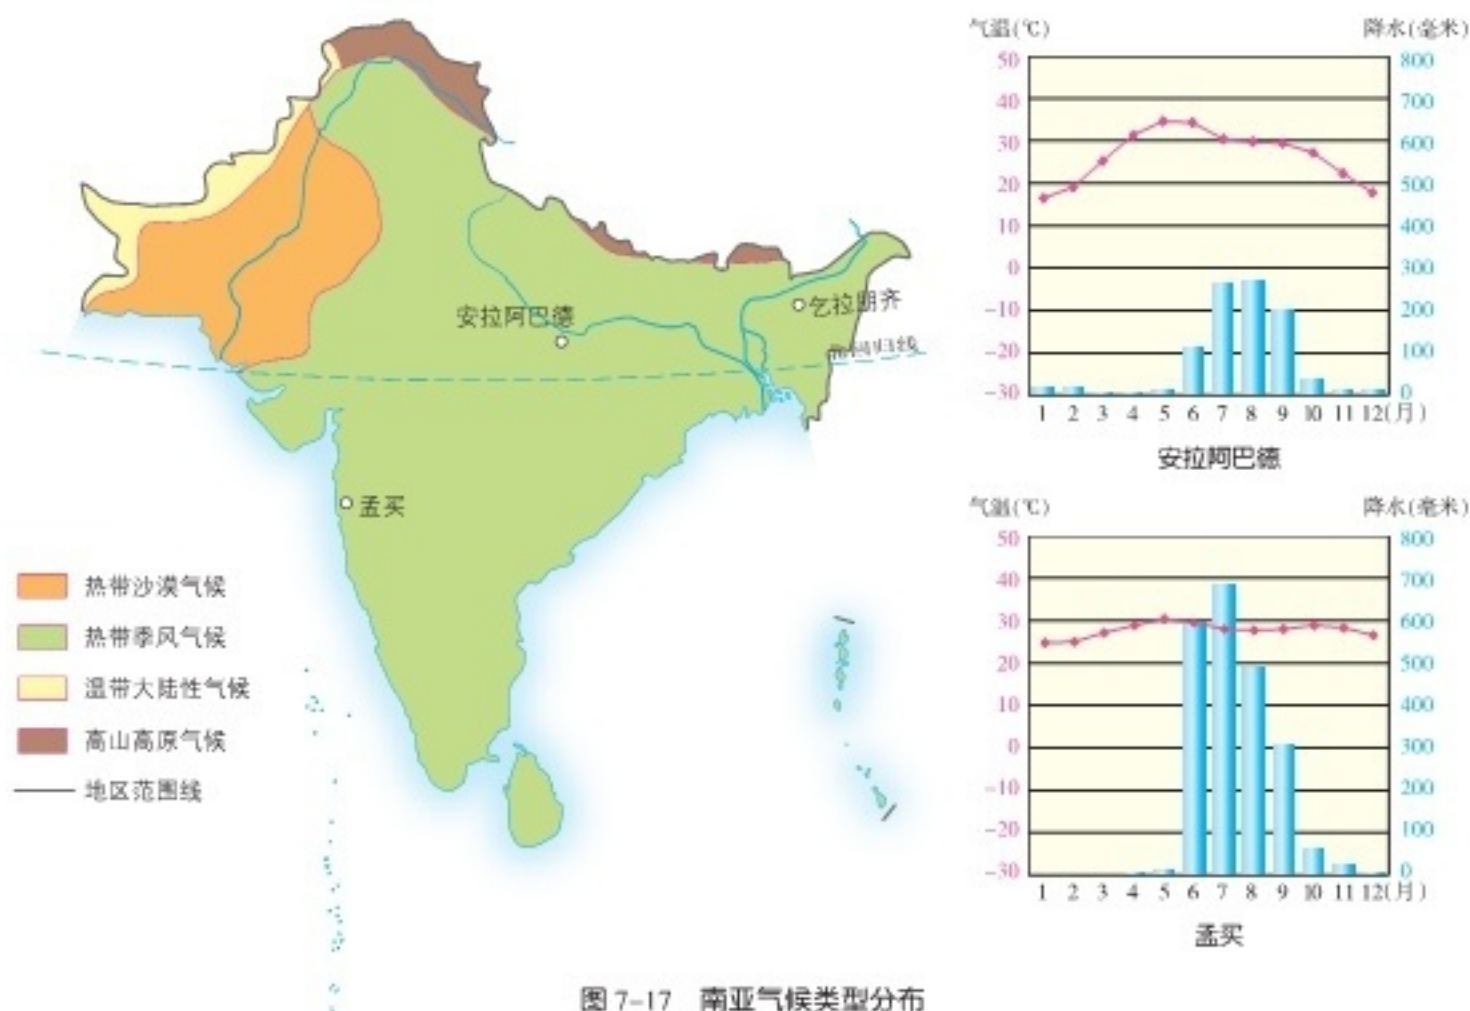 安拉阿巴德
乞拉朋齐
北回归线
孟买
热带沙漠气候
热带季风气候
温带大陆性气候
高山高原气候
地区范围线
气温(℃) 降水(毫米)
50 800
40 700
30 600
20 500
10 400
0 300
-10 200
-20 100
-30 0
1 2 3 4 5 6 7 8 9 10 11 12(月)
安拉阿巴德
气温(℃) 降水(毫米)
50 800
40 700
30 600
20 500
10 400
0 300
-10 200
-20 100
-30 0
1 2 3 4 5 6 7 8 9 10 11 12(月)
孟买
图 7-17 南亚气候类型分布